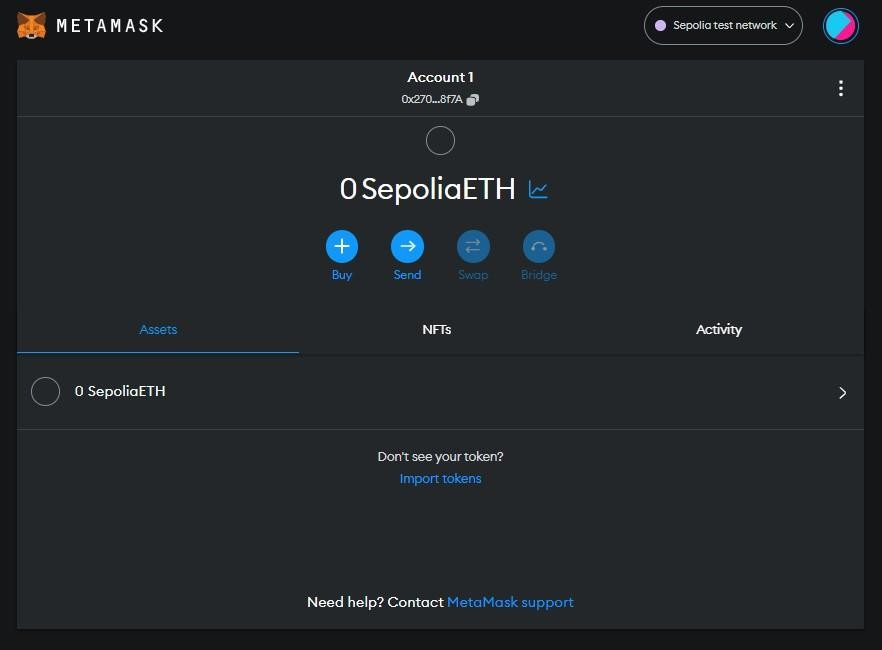 METAMASK
Sepolia test network
Account 1
0x270...8f7A
0 SepoliaETH
Buy Send Swap Bridge
Assets NFTs Activity
0 SepoliaETH
Don't see your token?
Import tokens
Need help? Contact MetaMask support